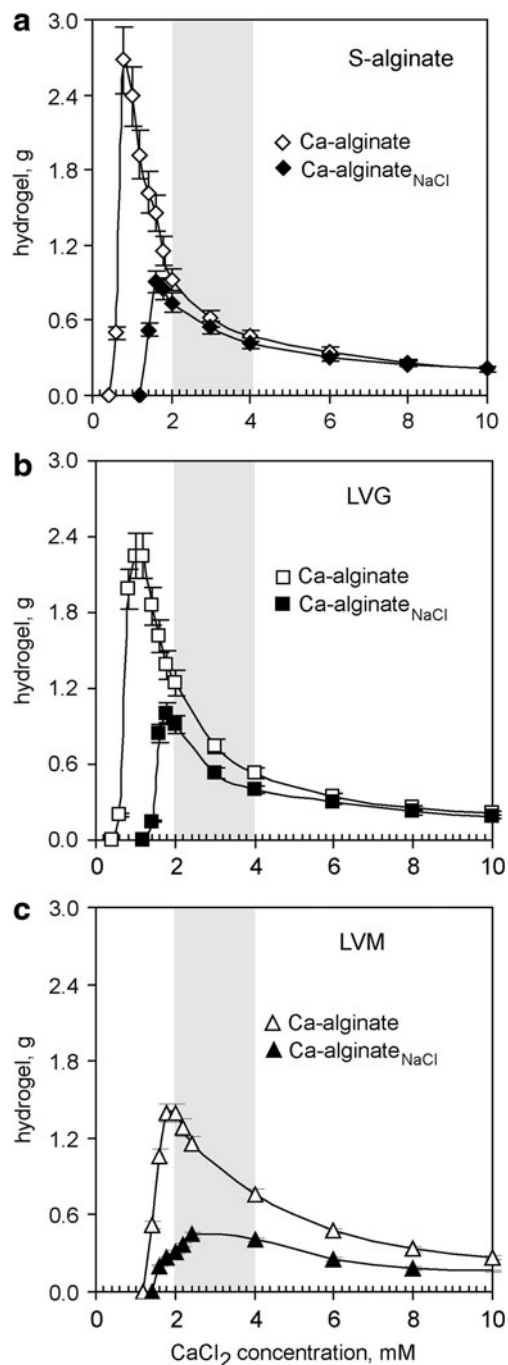 a
3.0
2.4
1.8
1.2
0.6
0.0
hydrogel, g
S-alginate
Ca-alginate
Ca-alginateNaCl
0 2 4 6 8 10
b
3.0
2.4
1.8
1.2
0.6
0.0
hydrogel, g
LVG
Ca-alginate
Ca-alginateNaCl
0 2 4 6 8 10
c
3.0
2.4
1.8
1.2
0.6
0.0
hydrogel, g
LVM
Ca-alginate
Ca-alginateNaCl
0 2 4 6 8 10
CaCl2 concentration, mM